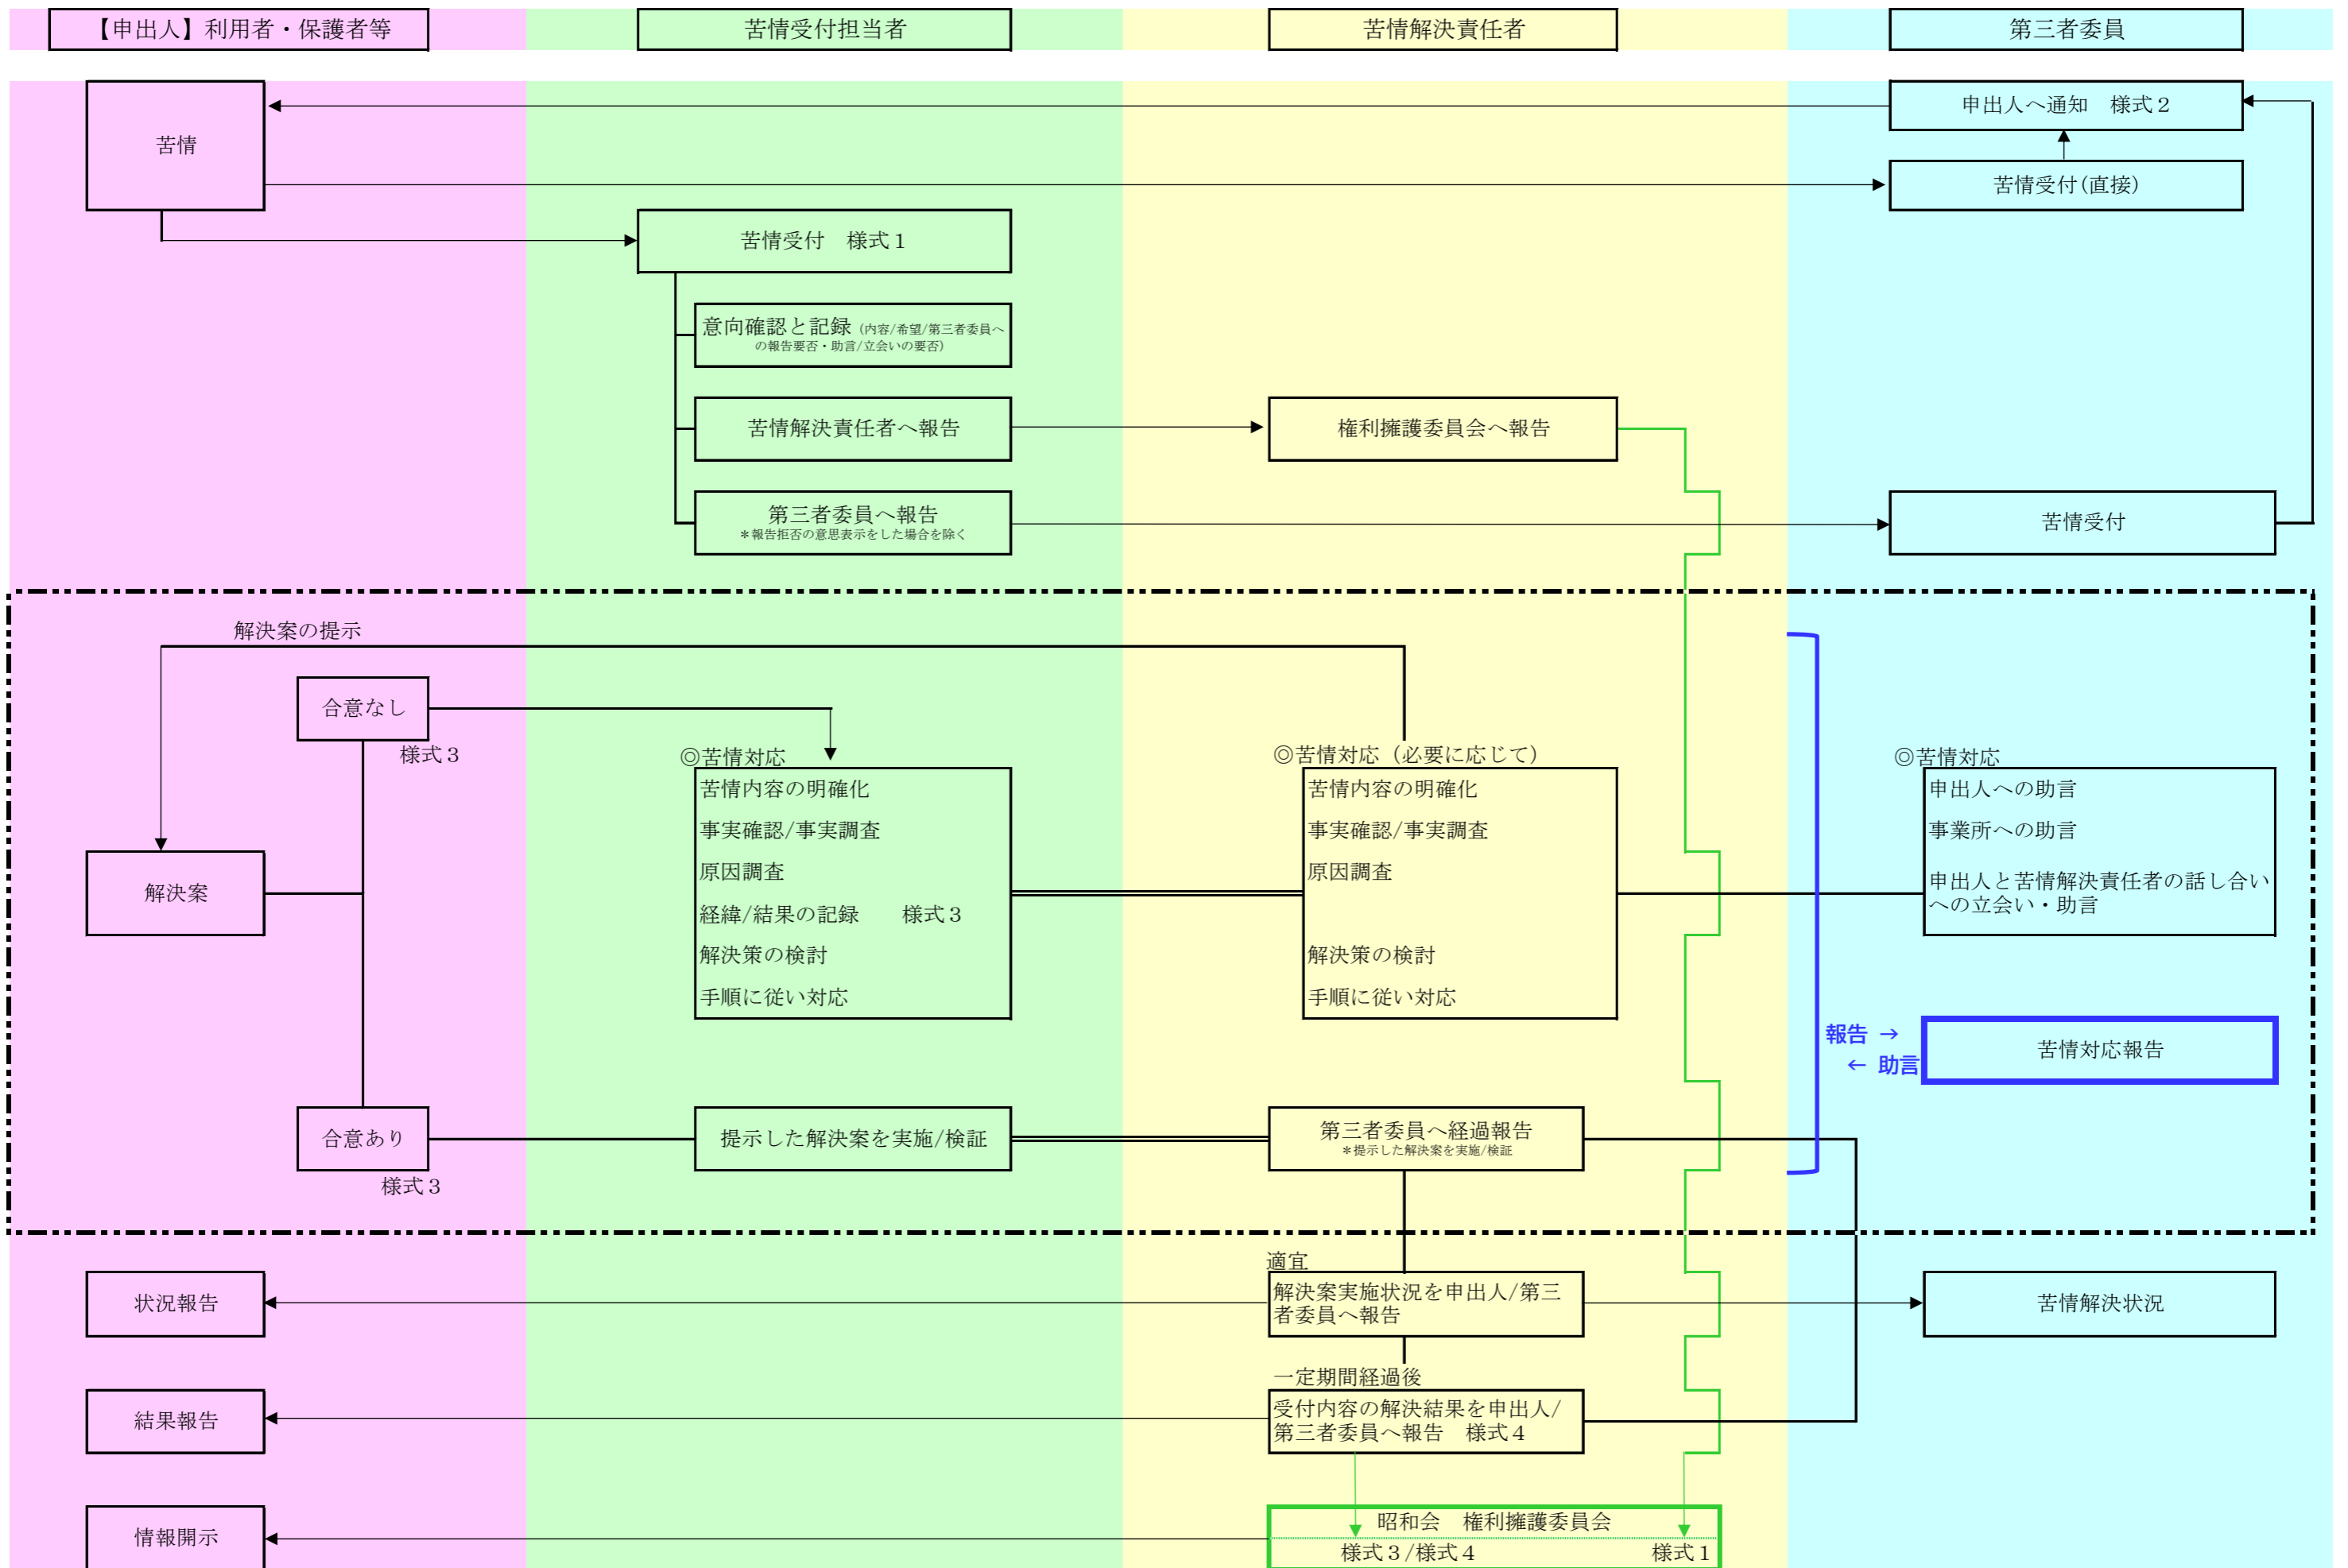 【申出人】利用者・保護者等
苦情受付担当者
苦情解決責任者
第三者委員
苦情
申出人へ通知　様式２
苦情受付(直接)
苦情受付　様式１
意向確認と記録（内容/希望/第三者委員へ
の報告要否・助言/立会いの要否）
苦情解決責任者へ報告
権利擁護委員会へ報告
第三者委員へ報告
＊報告拒否の意思表示をした場合を除く
苦情受付
解決案の提示
合意なし
様式３
◎苦情対応
苦情内容の明確化
事実確認/事実調査
原因調査
経緯/結果の記録　　様式３
解決策の検討
手順に従い対応
◎苦情対応（必要に応じて）
苦情内容の明確化
事実確認/事実調査
原因調査
解決策の検討
手順に従い対応
◎苦情対応
申出人への助言
事業所への助言
申出人と苦情解決責任者の話し合い
への立会い・助言
解決案
報告 →
← 助言
苦情対応報告
合意あり
様式３
提示した解決案を実施/検証
第三者委員へ経過報告
＊提示した解決案を実施/検証
適宜
状況報告
解決案実施状況を申出人/第三
者委員へ報告
苦情解決状況
一定期間経過後
結果報告
受付内容の解決結果を申出人/
第三者委員へ報告　様式４
情報開示
昭和会　権利擁護委員会
様式３/様式４
様式１